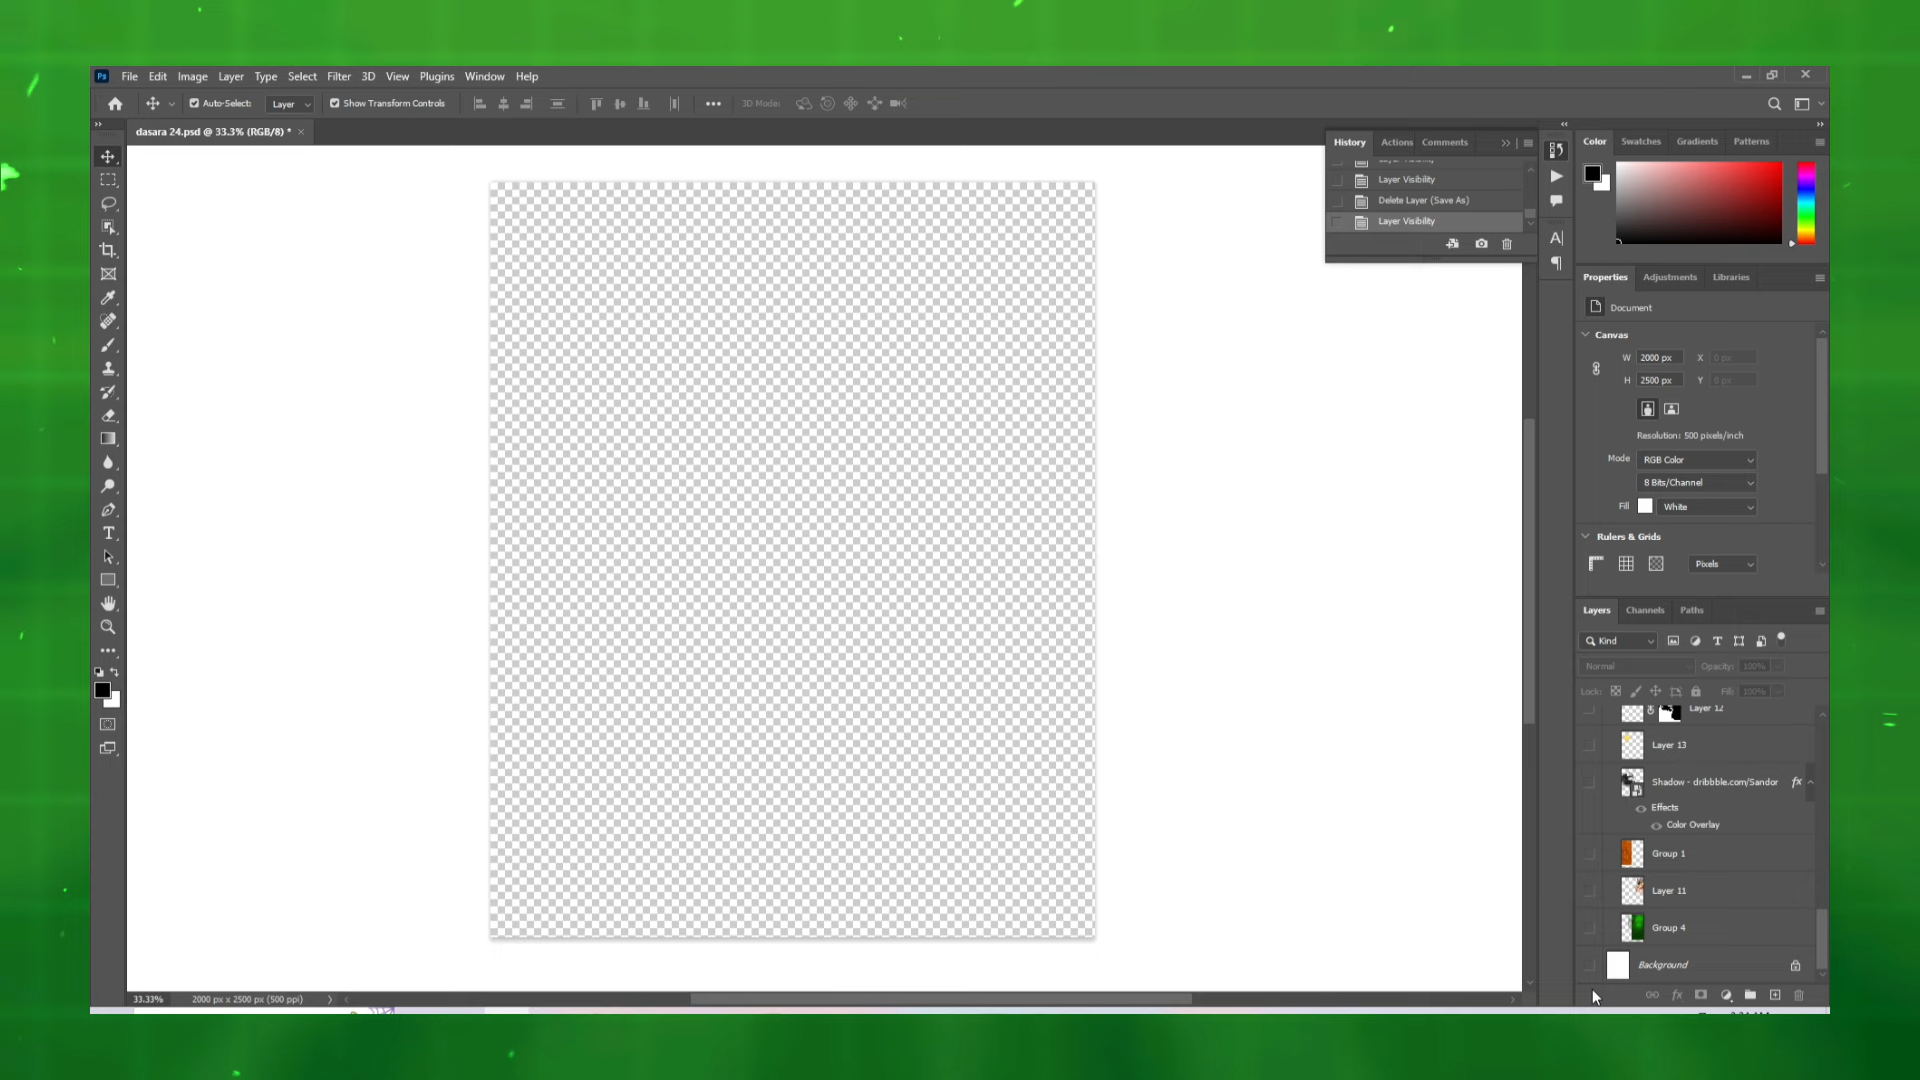 Ps File Edit Image Layer Type Select Filter 3D View Plugins Window Help
Auto-Select: Layer Show Transform Controls 3D Mode:
dasara 24.psd @ 33.3% (RGB/8) *
History Actions Comments
Layer Visibility
Delete Layer (Save As)
Layer Visibility
Color Swatches Gradients Patterns
Properties Adjustments Libraries
Document
Canvas
W 2000 px X 0 px
H 2500 px Y 0 px
Resolution: 500 pixels/inch
Mode RGB Color
8 Bits/Channel
Fill White
Rulers & Grids
Pixels
Layers Channels Paths
Kind
Normal Opacity: 100%
Lock: Fill: 100%
Layer 12
Layer 13
Shadow - dribbble.com/Sandor fx
Effects
Color Overlay
Group 1
Layer 11
Group 4
Background
fx
33.33% 2000 px x 2500 px (500 ppi)